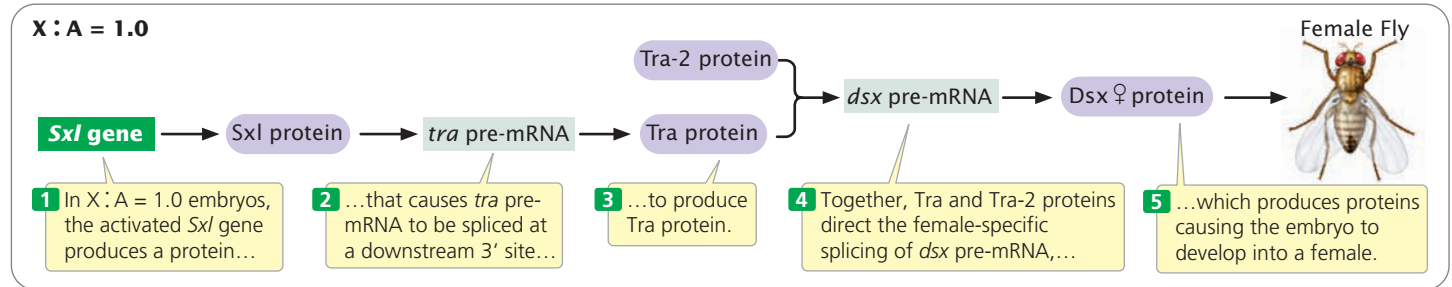 X : A = 1.0
Female Fly
Tra-2 protein
dsx pre-mRNA
Dsx ♀ protein
Sxl gene
Sxl protein
tra pre-mRNA
Tra protein
1 In X : A = 1.0 embryos,
the activated Sxl gene
produces a protein…
2 …that causes tra pre-
mRNA to be spliced at
a downstream 3′ site…
3 …to produce
Tra protein.
4 Together, Tra and Tra-2 proteins
direct the female-specific
splicing of dsx pre-mRNA,…
5 …which produces proteins
causing the embryo to
develop into a female.